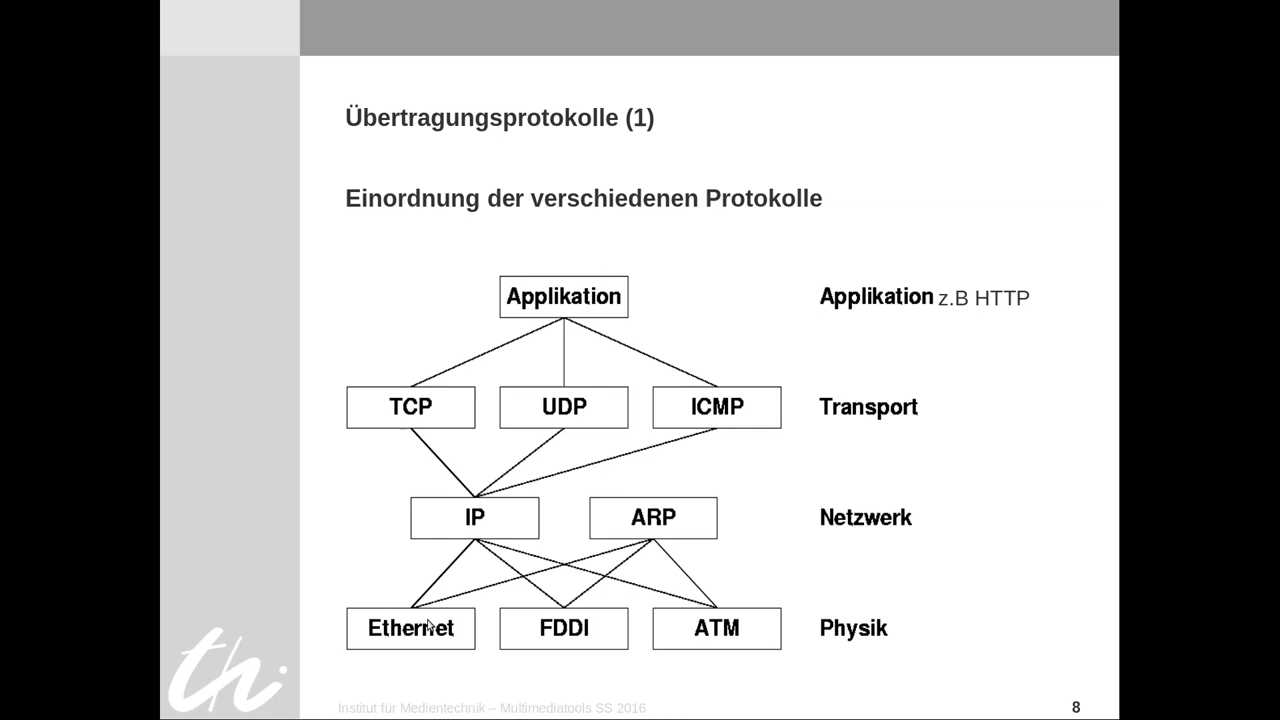 Übertragungsprotokolle (1)
Einordnung der verschiedenen Protokolle
Applikation Applikation z.B HTTP
TCP UDP ICMP Transport
IP ARP Netzwerk
Ethernet FDDI ATM Physik
th
Institut für Medientechnik – Multimediatools SS 2016 8